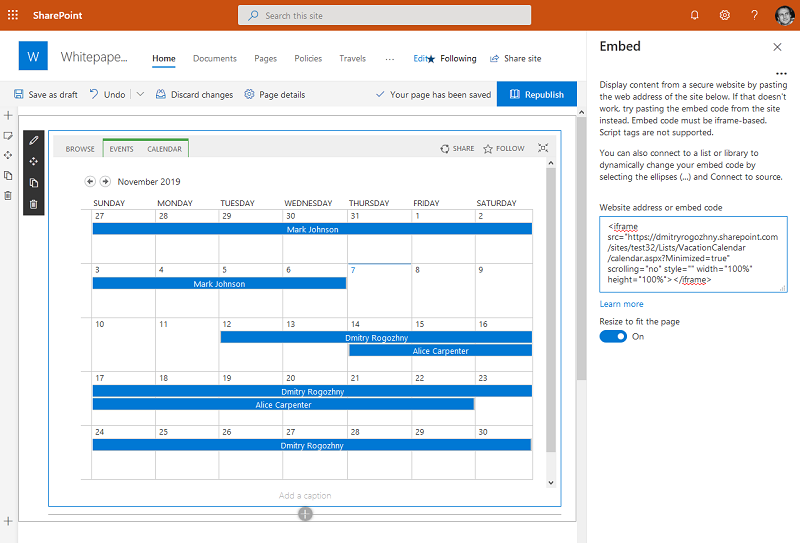 SharePoint
Search this site
?
W
Whitepape...
Home
Documents
Pages
Policies
Travels
...
Edit
Following
Share site
Save as draft
Undo
Discard changes
Page details
Your page has been saved
Republish
BROWSE
EVENTS
CALENDAR
SHARE
FOLLOW
November 2019
SUNDAY MONDAY TUESDAY WEDNESDAY THURSDAY FRIDAY SATURDAY
27 28 29 30 31 1 2
Mark Johnson
3 4 5 6 7 8 9
Mark Johnson
10 11 12 13 14 15 16
Dmitry Rogozhny
Alice Carpenter
17 18 19 20 21 22 23
Dmitry Rogozhny
Alice Carpenter
24 25 26 27 28 29 30
Dmitry Rogozhny
Add a caption
Embed
...
Display content from a secure website by pasting
the web address of the site below. If that doesn't
work, try pasting the embed code from the site
instead. Embed code must be iframe-based.
Script tags are not supported.
You can also connect to a list or library to
dynamically change your embed code by
selecting the ellipses (...) and Connect to source.
Website address or embed code
<iframe
src="https://dmitryrogozhny.sharepoint.com
/sites/test32/Lists/VacationCalendar
/calendar.aspx?Minimized=true"
scrolling="no" style="" width="100%"
height="100%"></iframe>
Learn more
Resize to fit the page
On